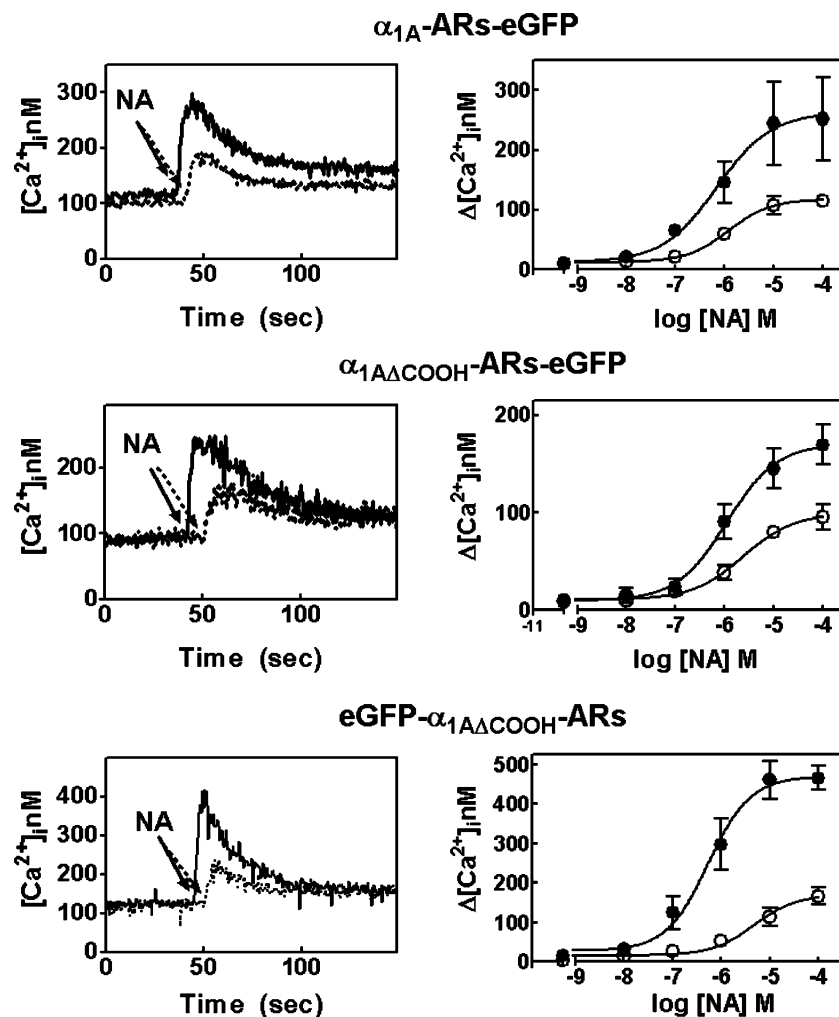 α1A-ARs-eGFP
[Ca2+]inM
300
200
100
0
NA
0 50 100
Time (sec)
Δ[Ca2+]inM
300
200
100
0
-9 -8 -7 -6 -5 -4
log [NA] M
α1AΔCOOH-ARs-eGFP
[Ca2+]inM
200
100
0
NA
0 50 100
Time (sec)
Δ[Ca2+]inM
200
100
0
-11 -9 -8 -7 -6 -5 -4
log [NA] M
eGFP-α1AΔCOOH-ARs
[Ca2+]inM
400
300
200
100
0
NA
0 50 100
Time (sec)
Δ[Ca2+]inM
500
400
300
200
100
0
-9 -8 -7 -6 -5 -4
log [NA] M